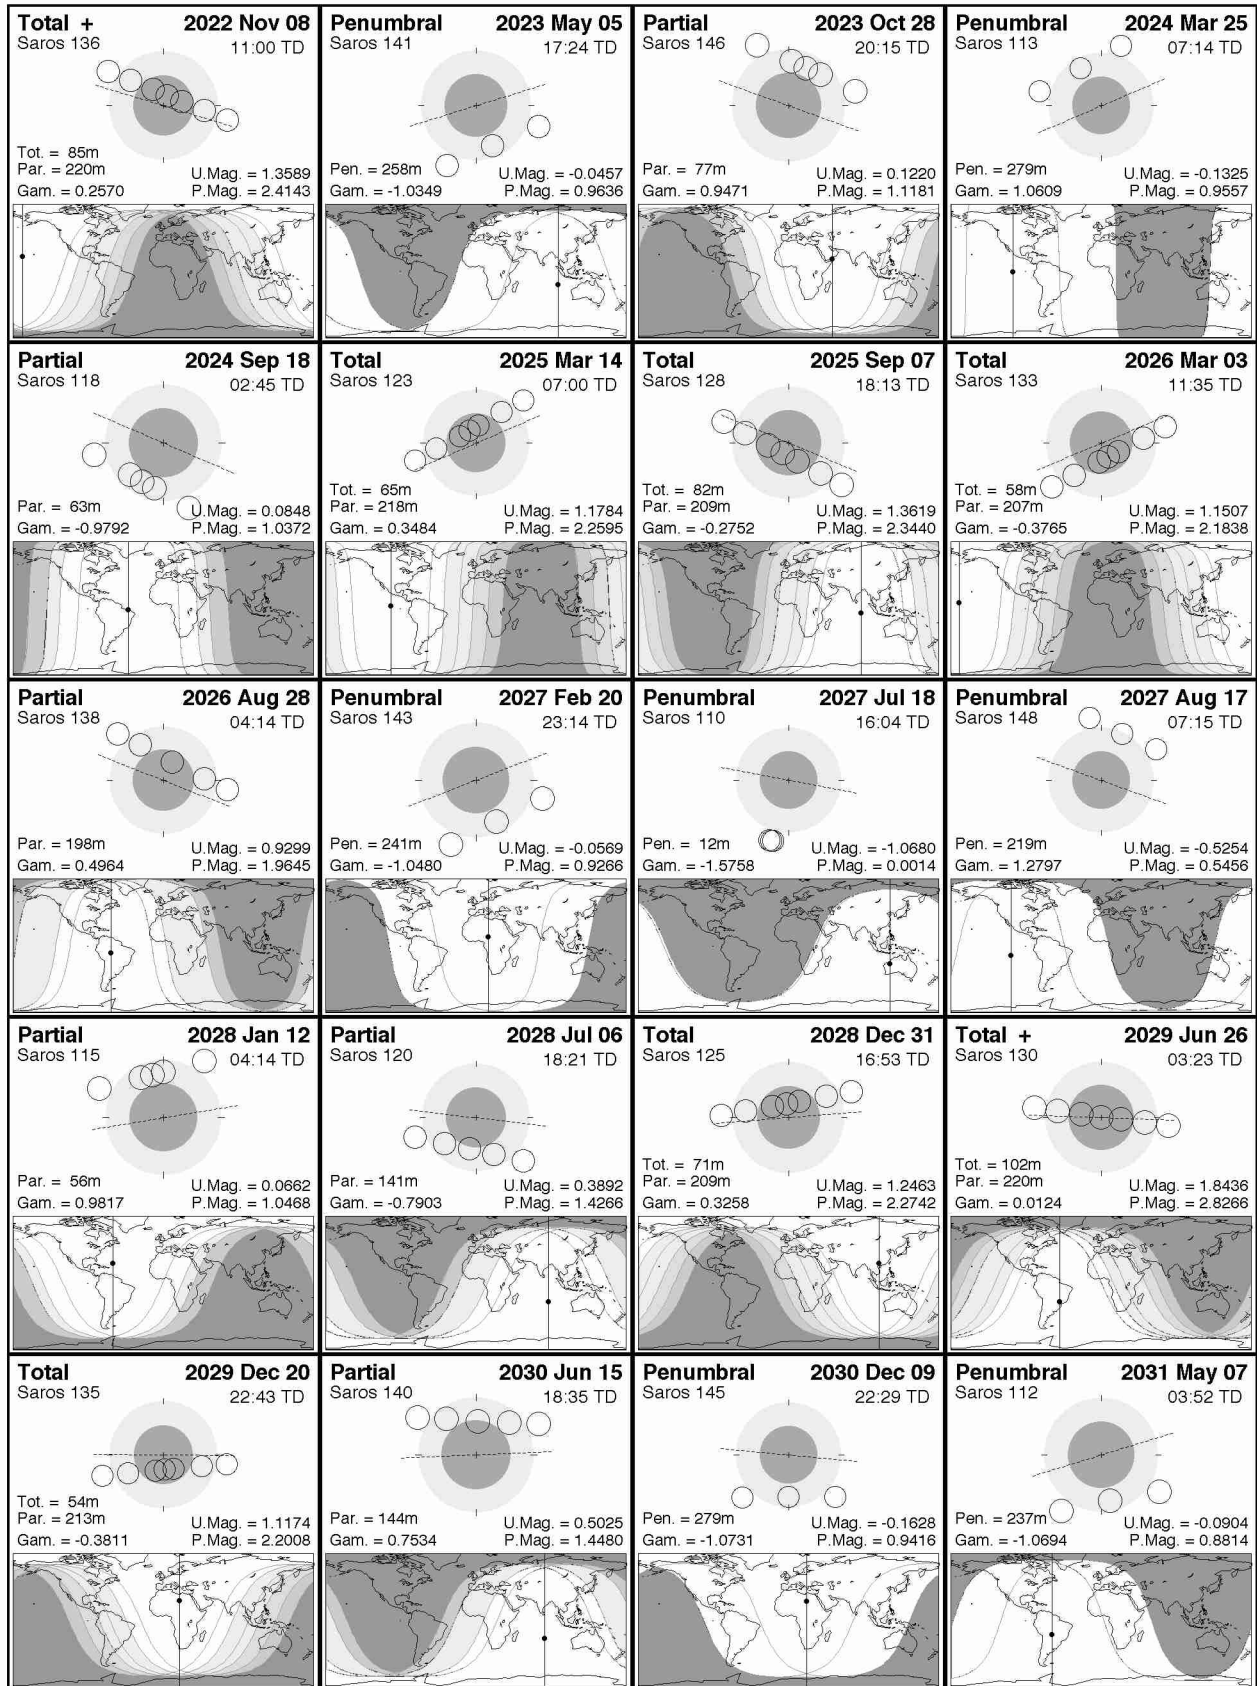 Total + 2022 Nov 08
Saros 136 11:00 TD
Tot. = 85m
Par. = 220m U.Mag. = 1.3589
Gam. = 0.2570 P.Mag. = 2.4143
Penumbral 2023 May 05
Saros 141 17:24 TD
Pen. = 258m U.Mag. = -0.0457
Gam. = -1.0349 P.Mag. = 0.9636
Partial 2023 Oct 28
Saros 146 20:15 TD
Par. = 77m U.Mag. = 0.1220
Gam. = 0.9471 P.Mag. = 1.1181
Penumbral 2024 Mar 25
Saros 113 07:14 TD
Pen. = 279m U.Mag. = -0.1325
Gam. = 1.0609 P.Mag. = 0.9557
Partial 2024 Sep 18
Saros 118 02:45 TD
Par. = 63m U.Mag. = 0.0848
Gam. = -0.9792 P.Mag. = 1.0372
Total 2025 Mar 14
Saros 123 07:00 TD
Tot. = 65m
Par. = 218m U.Mag. = 1.1784
Gam. = 0.3484 P.Mag. = 2.2595
Total 2025 Sep 07
Saros 128 18:13 TD
Tot. = 82m
Par. = 209m U.Mag. = 1.3619
Gam. = -0.2752 P.Mag. = 2.3440
Total 2026 Mar 03
Saros 133 11:35 TD
Tot. = 58m
Par. = 207m U.Mag. = 1.1507
Gam. = -0.3765 P.Mag. = 2.1838
Partial 2026 Aug 28
Saros 138 04:14 TD
Par. = 198m U.Mag. = 0.9299
Gam. = 0.4964 P.Mag. = 1.9645
Penumbral 2027 Feb 20
Saros 143 23:14 TD
Pen. = 241m U.Mag. = -0.0569
Gam. = -1.0480 P.Mag. = 0.9266
Penumbral 2027 Jul 18
Saros 110 16:04 TD
Pen. = 12m U.Mag. = -1.0680
Gam. = -1.5758 P.Mag. = 0.0014
Penumbral 2027 Aug 17
Saros 148 07:15 TD
Pen. = 219m U.Mag. = -0.5254
Gam. = 1.2797 P.Mag. = 0.5456
Partial 2028 Jan 12
Saros 115 04:14 TD
Par. = 56m U.Mag. = 0.0662
Gam. = 0.9817 P.Mag. = 1.0468
Partial 2028 Jul 06
Saros 120 18:21 TD
Par. = 141m U.Mag. = 0.3892
Gam. = -0.7903 P.Mag. = 1.4266
Total 2028 Dec 31
Saros 125 16:53 TD
Tot. = 71m
Par. = 209m U.Mag. = 1.2463
Gam. = 0.3258 P.Mag. = 2.2742
Total + 2029 Jun 26
Saros 130 03:23 TD
Tot. = 102m
Par. = 220m U.Mag. = 1.8436
Gam. = 0.0124 P.Mag. = 2.8266
Total 2029 Dec 20
Saros 135 22:43 TD
Tot. = 54m
Par. = 213m U.Mag. = 1.1174
Gam. = -0.3811 P.Mag. = 2.2008
Partial 2030 Jun 15
Saros 140 18:35 TD
Par. = 144m U.Mag. = 0.5025
Gam. = 0.7534 P.Mag. = 1.4480
Penumbral 2030 Dec 09
Saros 145 22:29 TD
Pen. = 279m U.Mag. = -0.1628
Gam. = -1.0731 P.Mag. = 0.9416
Penumbral 2031 May 07
Saros 112 03:52 TD
Pen. = 237m U.Mag. = -0.0904
Gam. = -1.0694 P.Mag. = 0.8814